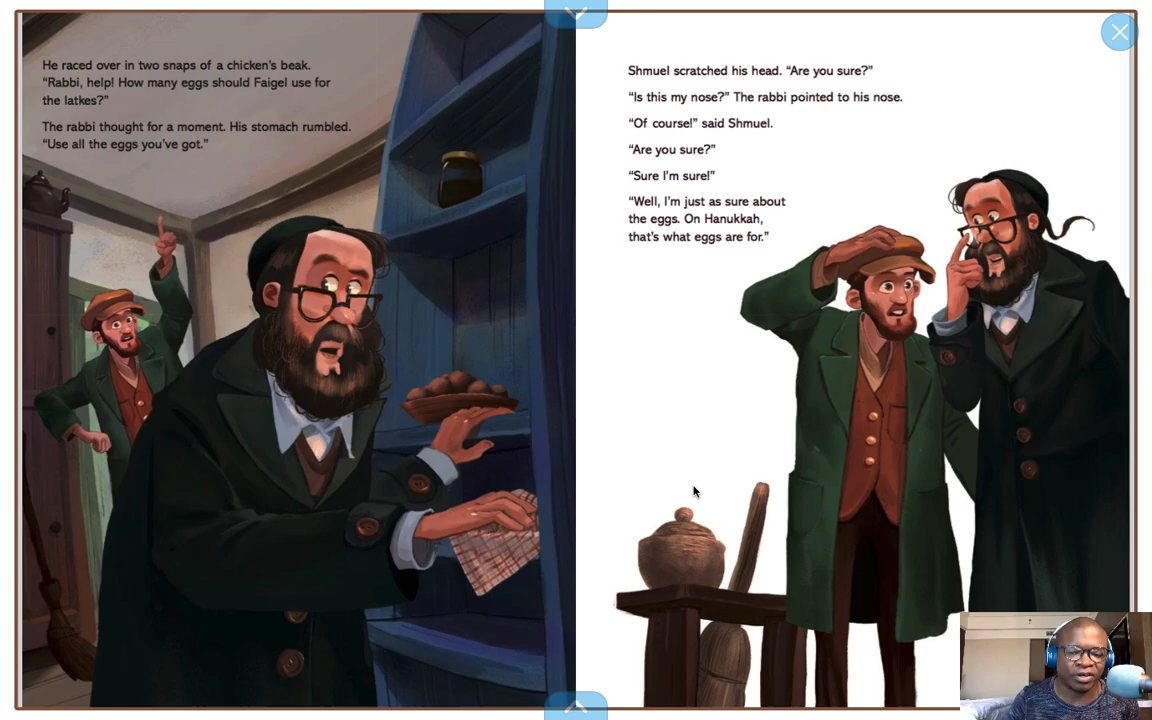 He raced over in two snaps of a chicken's beak.
“Rabbi, help! How many eggs should Faigel use for
the latkes?”
The rabbi thought for a moment. His stomach rumbled.
“Use all the eggs you've got.”
Shmuel scratched his head. “Are you sure?”
“Is this my nose?” The rabbi pointed to his nose.
“Of course!” said Shmuel.
“Are you sure?”
“Sure I'm sure!”
“Well, I'm just as sure about
the eggs. On Hanukkah,
that's what eggs are for.”